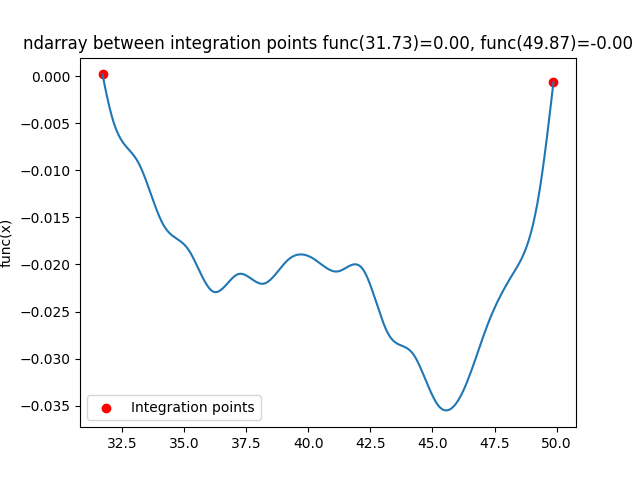 ndarray between integration points func(31.73)=0.00, func(49.87)=-0.00
func(x)
0.000
−0.005
−0.010
−0.015
−0.020
−0.025
−0.030
−0.035
Integration points
32.5 35.0 37.5 40.0 42.5 45.0 47.5 50.0